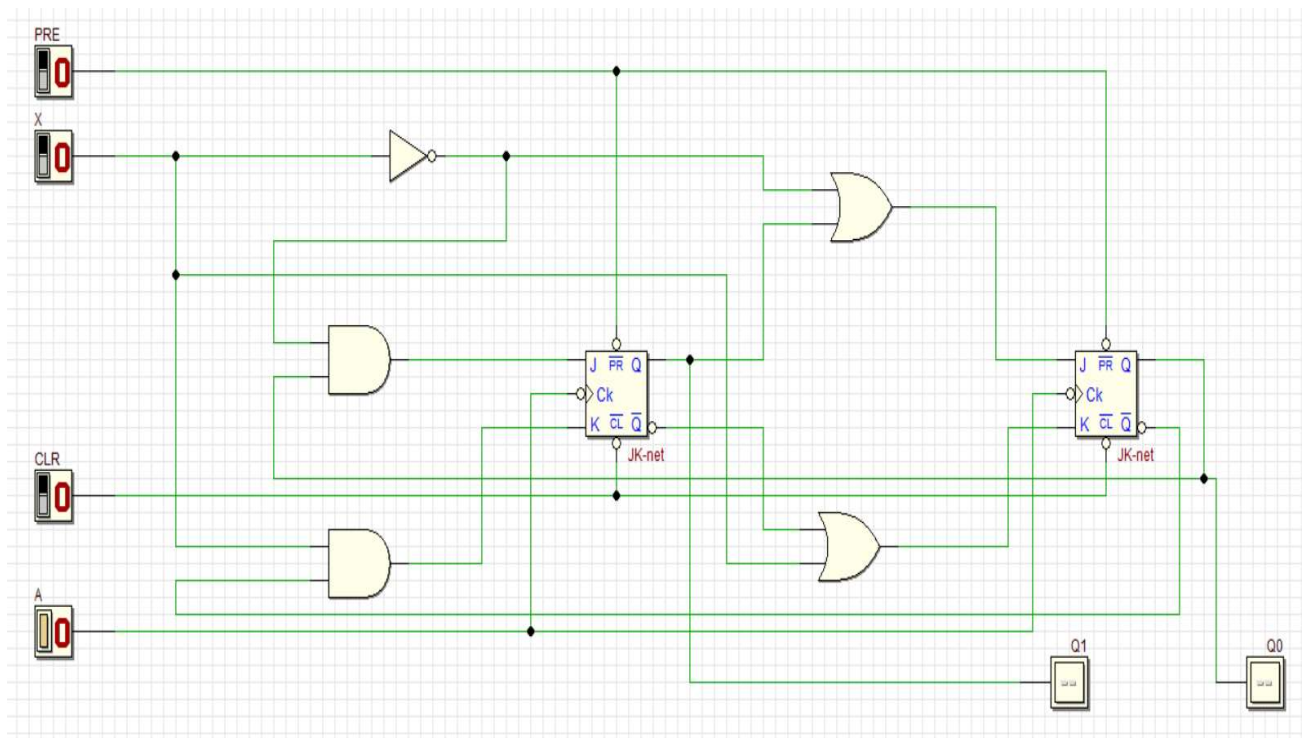 PRE
0
X
0
J PR Q
Ck
K CL Q
JK-net
J PR Q
Ck
K CL Q
JK-net
CLR
0
A
0
Q1
--
Q0
--